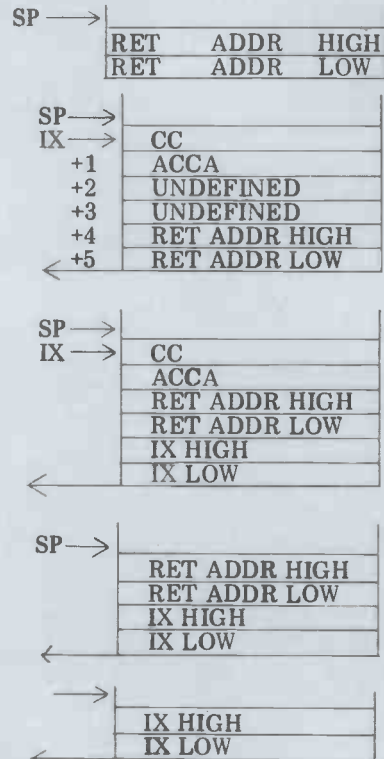 SP
RET ADDR HIGH
RET ADDR LOW
SP
IX CC
+1 ACCA
+2 UNDEFINED
+3 UNDEFINED
+4 RET ADDR HIGH
+5 RET ADDR LOW
SP
IX CC
ACCA
RET ADDR HIGH
RET ADDR LOW
IX HIGH
IX LOW
SP
RET ADDR HIGH
RET ADDR LOW
IX HIGH
IX LOW
IX HIGH
IX LOW